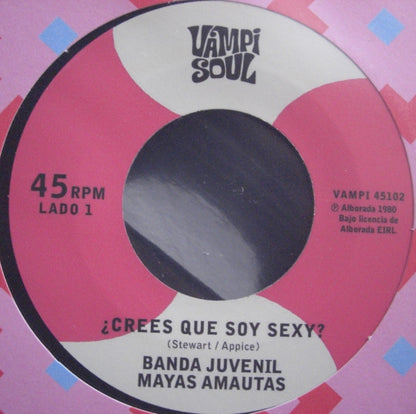 VAMPI
SOUL
45 RPM
LADO 1
VAMPI 45102
℗ Alborada 1980
Bajo licencia de
Alborada EIRL
¿CREES QUE SOY SEXY?
(Stewart / Appice)
BANDA JUVENIL
MAYAS AMAUTAS